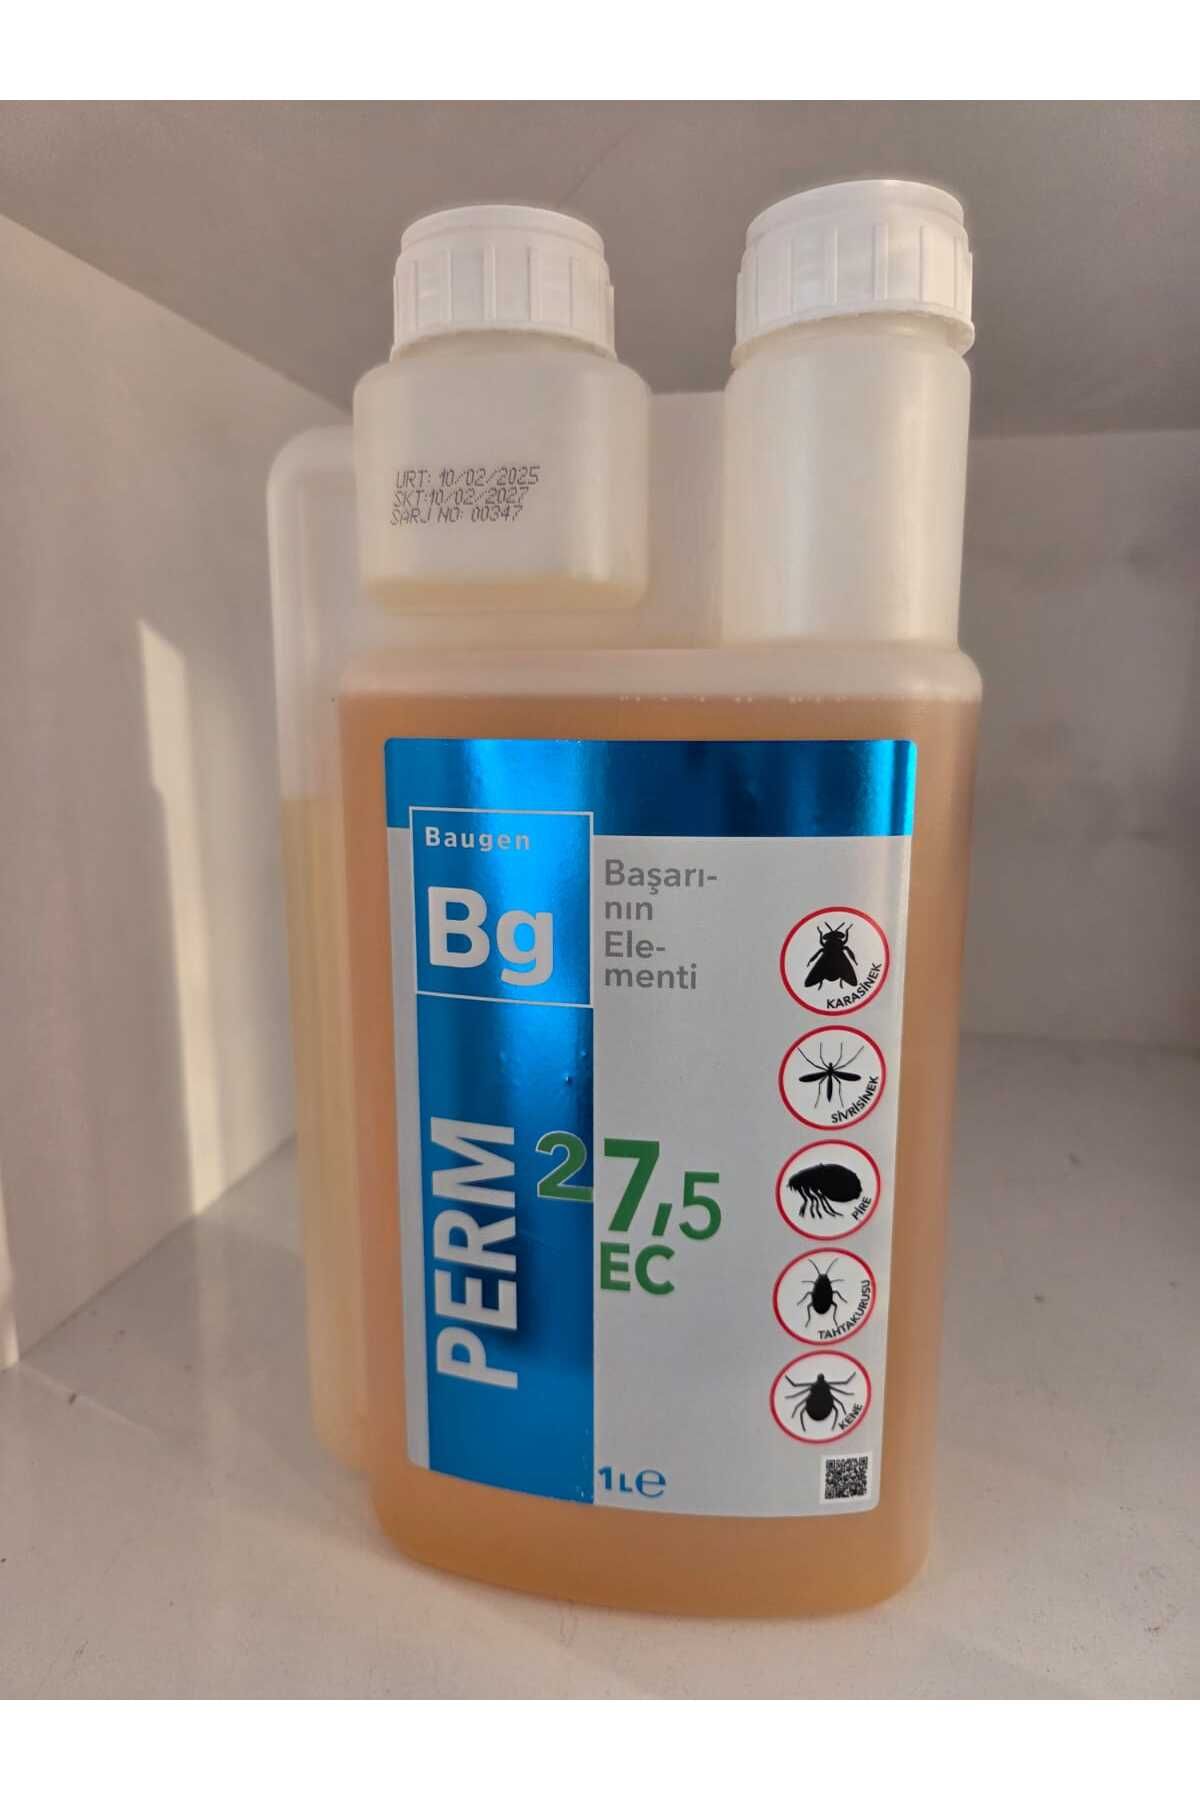 URT: 10/02/2025
SKT:10/02/2027
SARJ NO: 00347
Baugen
Bg
Başarı-
nın
Ele-
menti
PERM
27,5
EC
KARASİNEK
SİVRİSİNEK
PİRE
TAHTAKURUSU
KENE
1L℮